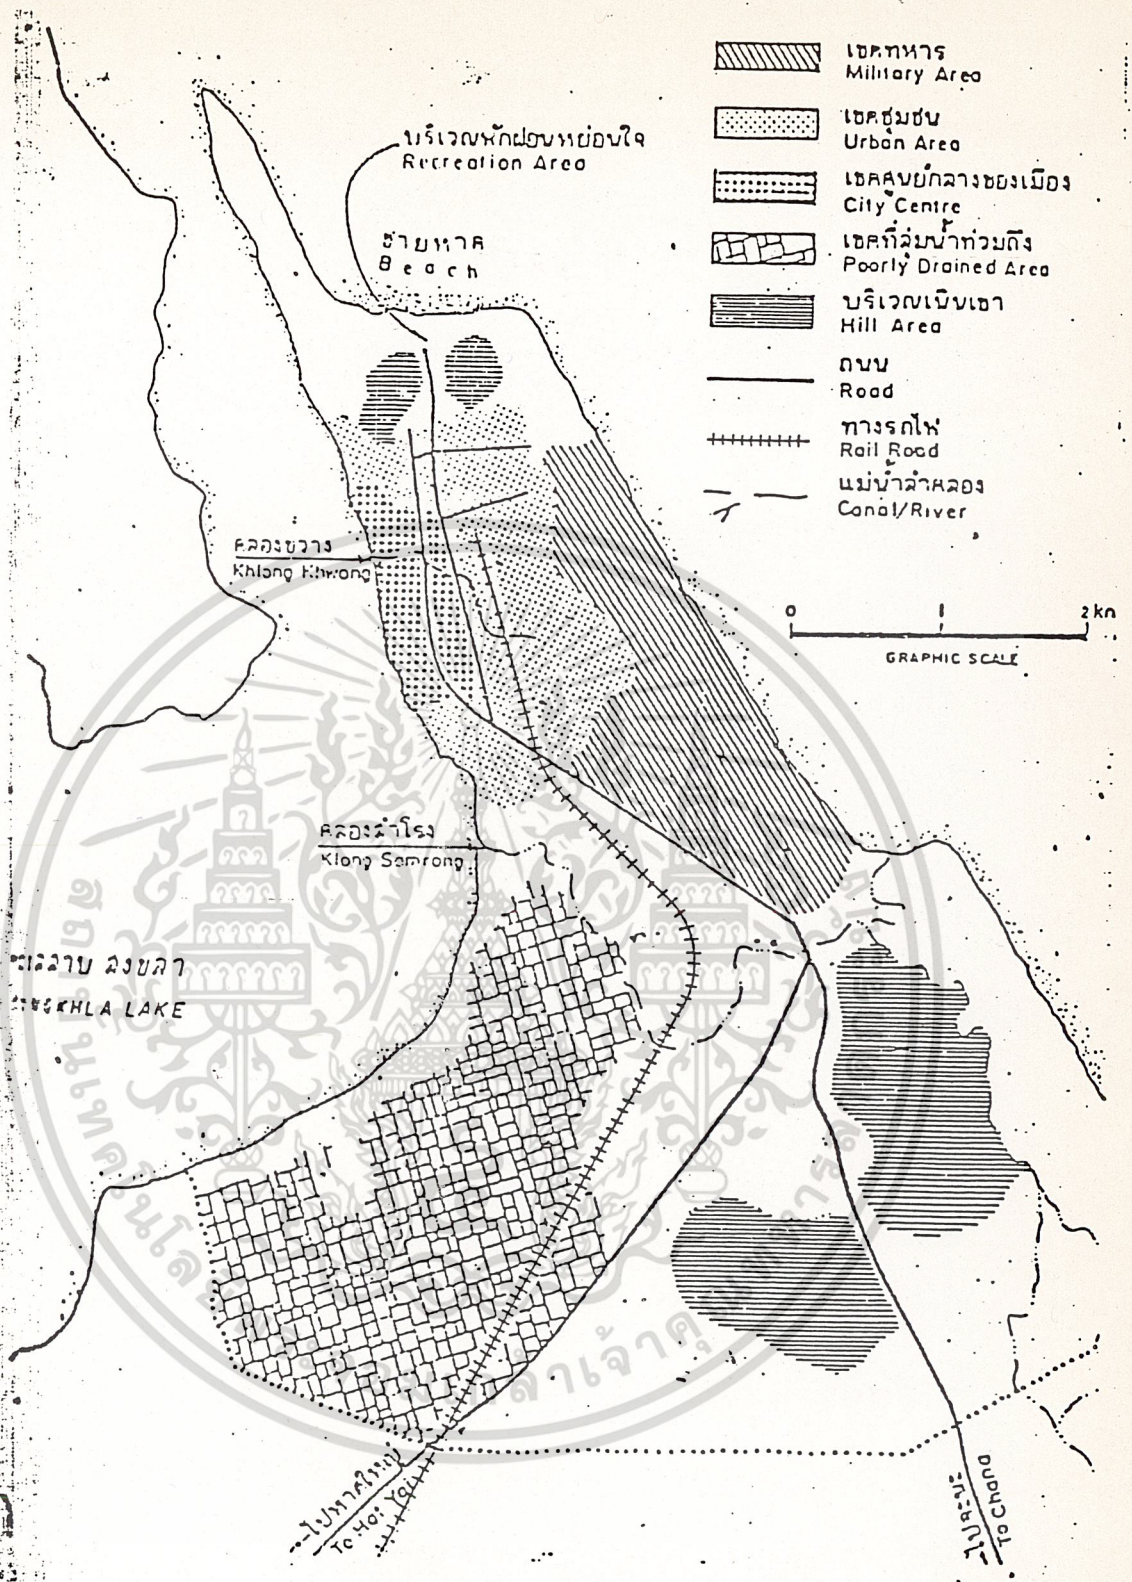 เขตทหาร
Military Area
เขตชุมชน
Urban Area
เขตศูนย์กลางของเมือง
City Centre
เขตที่ลุ่มน้ำท่วมถึง
Poorly Drained Area
บริเวณเนินเขา
Hill Area
ถนน
Road
ทางรถไฟ
Rail Road
แม่น้ำลำคลอง
Canal/River
0 1 2 km
GRAPHIC SCALE
บริเวณพักผ่อนหย่อนใจ
Recreation Area
ชายหาด
Beach
คลองขวาง
Khlong Khwang
คลองสำโรง
Klong Samrong
สงขลา
LAKE
ไปหาดใหญ่
To Hat Yai
ไปจะนะ
To Chana